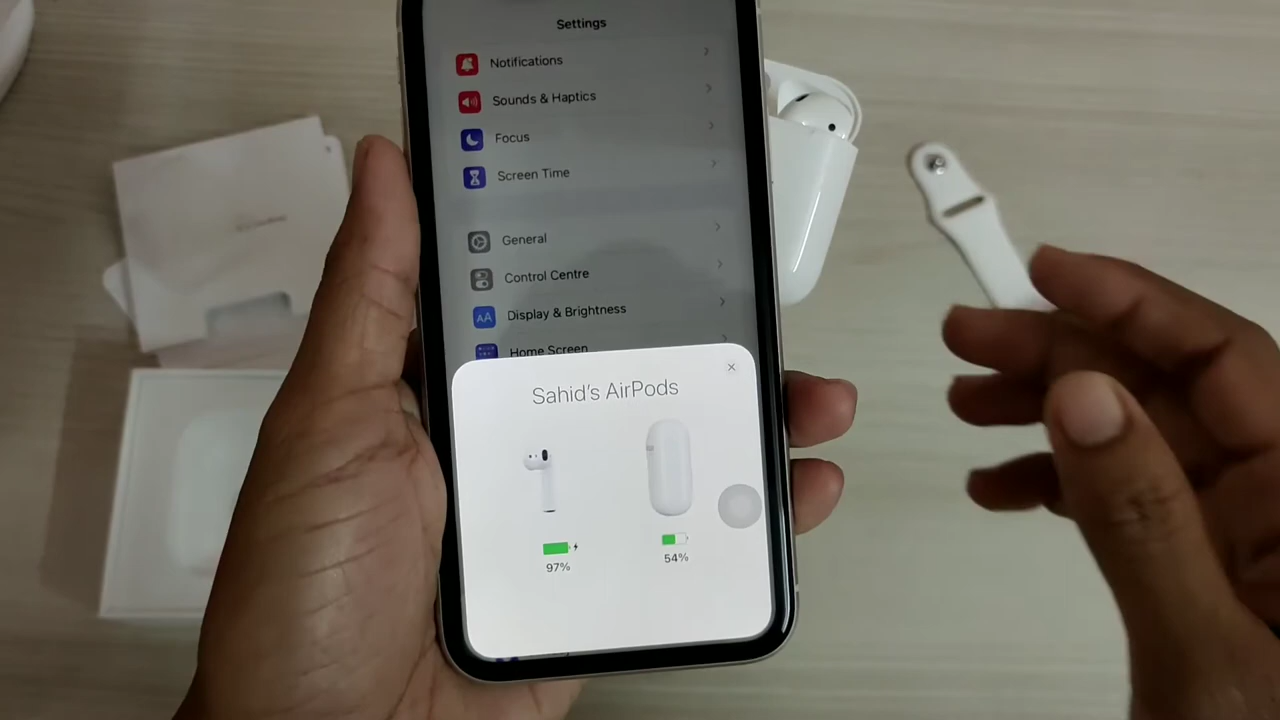 Settings
Notifications
Sounds & Haptics
Focus
Screen Time
General
Control Centre
AA
Display & Brightness
Home Screen
Sahid's AirPods
97%
54%